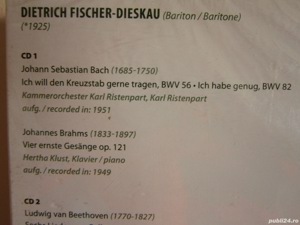 DIETRICH FISCHER-DIESKAU (Bariton / Baritone)
(*1925)
CD 1
Johann Sebastian Bach (1685-1750)
Ich will den Kreuzstab gerne tragen, BWV 56 • Ich habe genug, BWV 82
Kammerorchester Karl Ristenpart, Karl Ristenpart
aufg. / recorded in: 1951
Johannes Brahms (1833-1897)
Vier ernste Gesänge op. 121
Hertha Klust, Klavier / piano
aufg. / recorded in: 1949
CD 2
Ludwig van Beethoven (1770-1827)
publi24.ro